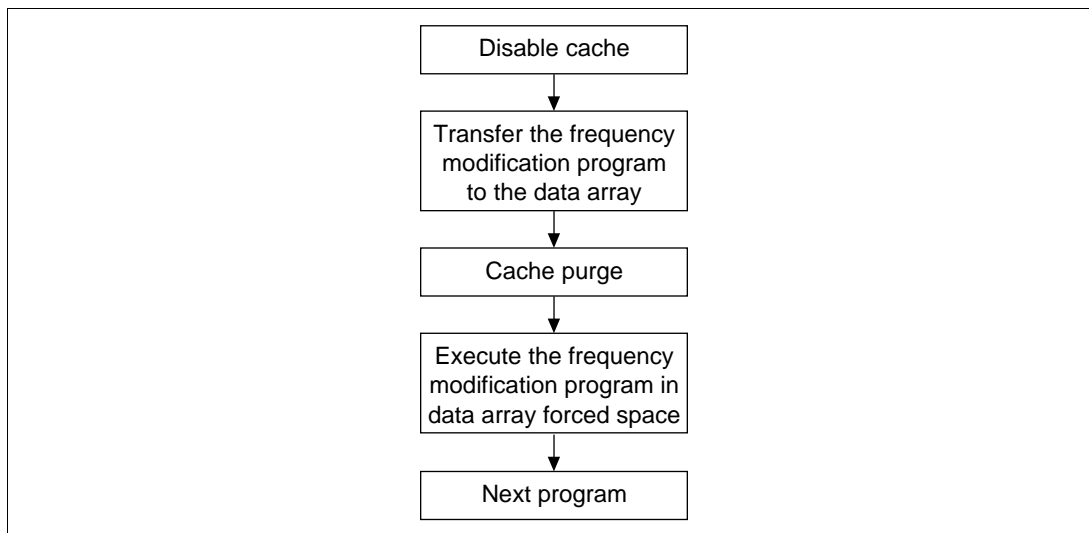 Disable cache
Transfer the frequency
modification program
to the data array
Cache purge
Execute the frequency
modification program in
data array forced space
Next program